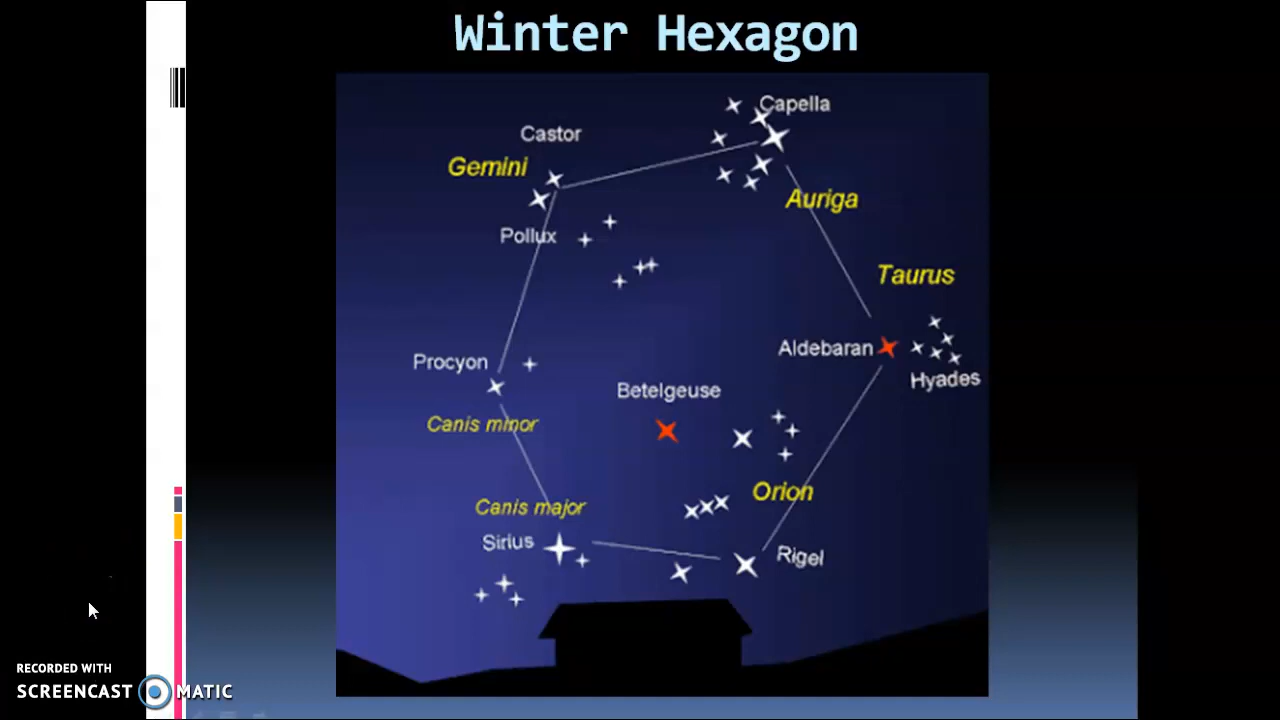 Winter Hexagon
Capella
Castor
Gemini
Auriga
Pollux
Taurus
Aldebaran
Procyon
Hyades
Betelgeuse
Canis minor
Orion
Canis major
Sirius
Rigel
RECORDED WITH
SCREENCAST MATIC